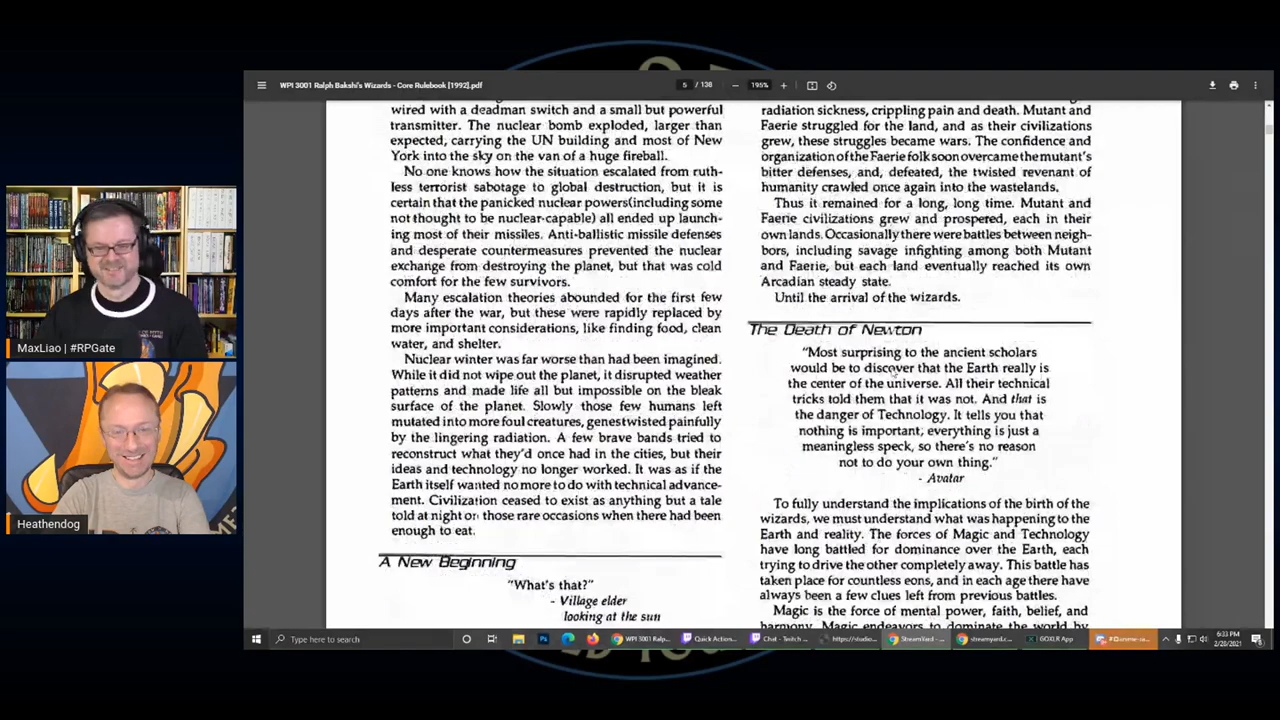 WPI 3001 Ralph Bakshi's Wizards - Core Rulebook [1992].pdf
5 / 138
195%
wired with a deadman switch and a small but powerful
transmitter. The nuclear bomb exploded, larger than
expected, carrying the UN building and most of New
York into the sky on the van of a huge fireball.
No one knows how the situation escalated from ruth-
less terrorist sabotage to global destruction, but it is
certain that the panicked nuclear powers(including some
not thought to be nuclear-capable) all ended up launch-
ing most of their missiles. Anti-ballistic missile defenses
and desperate countermeasures prevented the nuclear
exchange from destroying the planet, but that was cold
comfort for the few survivors.
Many escalation theories abounded for the first few
days after the war, but these were rapidly replaced by
more important considerations, like finding food, clean
water, and shelter.
Nuclear winter was far worse than had been imagined.
While it did not wipe out the planet, it disrupted weather
patterns and made life all but impossible on the bleak
surface of the planet. Slowly those few humans left
mutated into more foul creatures, genes twisted painfully
by the lingering radiation. A few brave bands tried to
reconstruct what they'd once had in the cities, but their
ideas and technology no longer worked. It was as if the
Earth itself wanted no more to do with technical advance-
ment. Civilization ceased to exist as anything but a tale
told at night or those rare occasions when there had been
enough to eat.
A New Beginning
"What's that?"
- Village elder
looking at the sun
radiation sickness, crippling pain and death. Mutant and
Faerie struggled for the land, and as their civilizations
grew, these struggles became wars. The confidence and
organization of the Faerie folk soon overcame the mutant's
bitter defenses, and, defeated, the twisted revenant of
humanity crawled once again into the wastelands.
Thus it remained for a long, long time. Mutant and
Faerie civilizations grew and prospered, each in their
own lands. Occasionally there were battles between neigh-
bors, including savage infighting among both Mutant
and Faerie, but each land eventually reached its own
Arcadian steady state.
Until the arrival of the wizards.
The Death of Newton
"Most surprising to the ancient scholars
would be to discover that the Earth really is
the center of the universe. All their technical
tricks told them that it was not. And that is
the danger of Technology. It tells you that
nothing is important, everything is just a
meaningless speck, so there's no reason
not to do your own thing."
- Avatar
To fully understand the implications of the birth of the
wizards, we must understand what was happening to the
Earth and reality. The forces of Magic and Technology
have long battled for dominance over the Earth, each
trying to drive the other completely away. This battle has
taken place for countless eons, and in each age there have
always been a few clues left from previous battles.
Magic is the force of mental power, faith, belief, and
harmony. Magic endeavors to dominate the world by
MaxLiao | #RPGate
Heathendog
Type here to search
WPI 3001 Ralp...
Quick Action...
Chat - Twitch ...
https://studio...
StreamYard - ...
streamyard.c...
GOXLR App
6:33 PM
2/20/2021